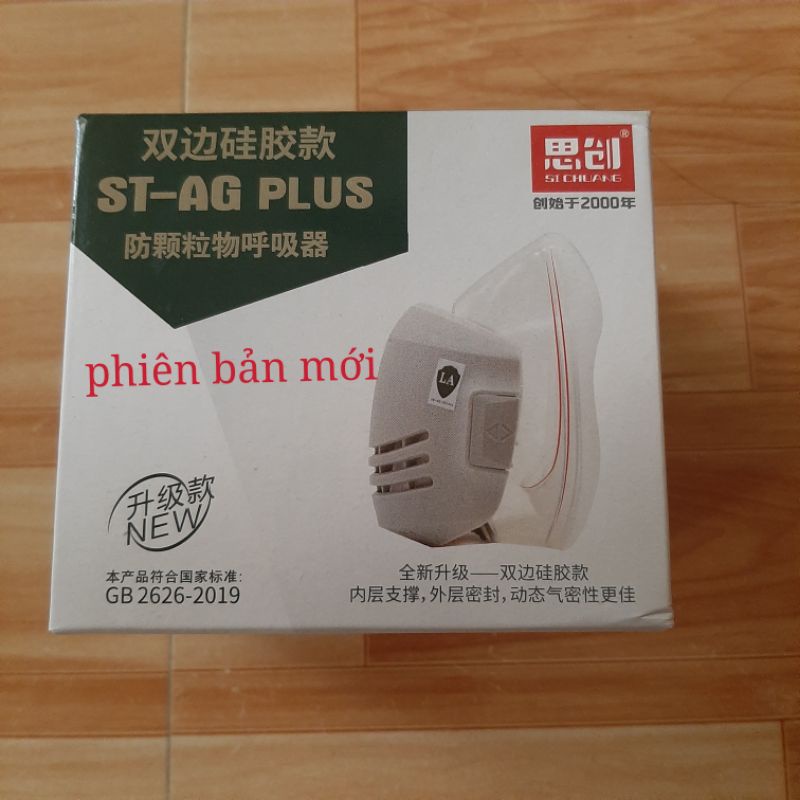 双边硅胶款
ST-AG PLUS
防颗粒物呼吸器
思创®
SI CHUANG
创始于2000年
phiên bản mới
LA
升级款
NEW
本产品符合国家标准:
GB 2626-2019
全新升级——双边硅胶款
内层支撑,外层密封,动态气密性更佳